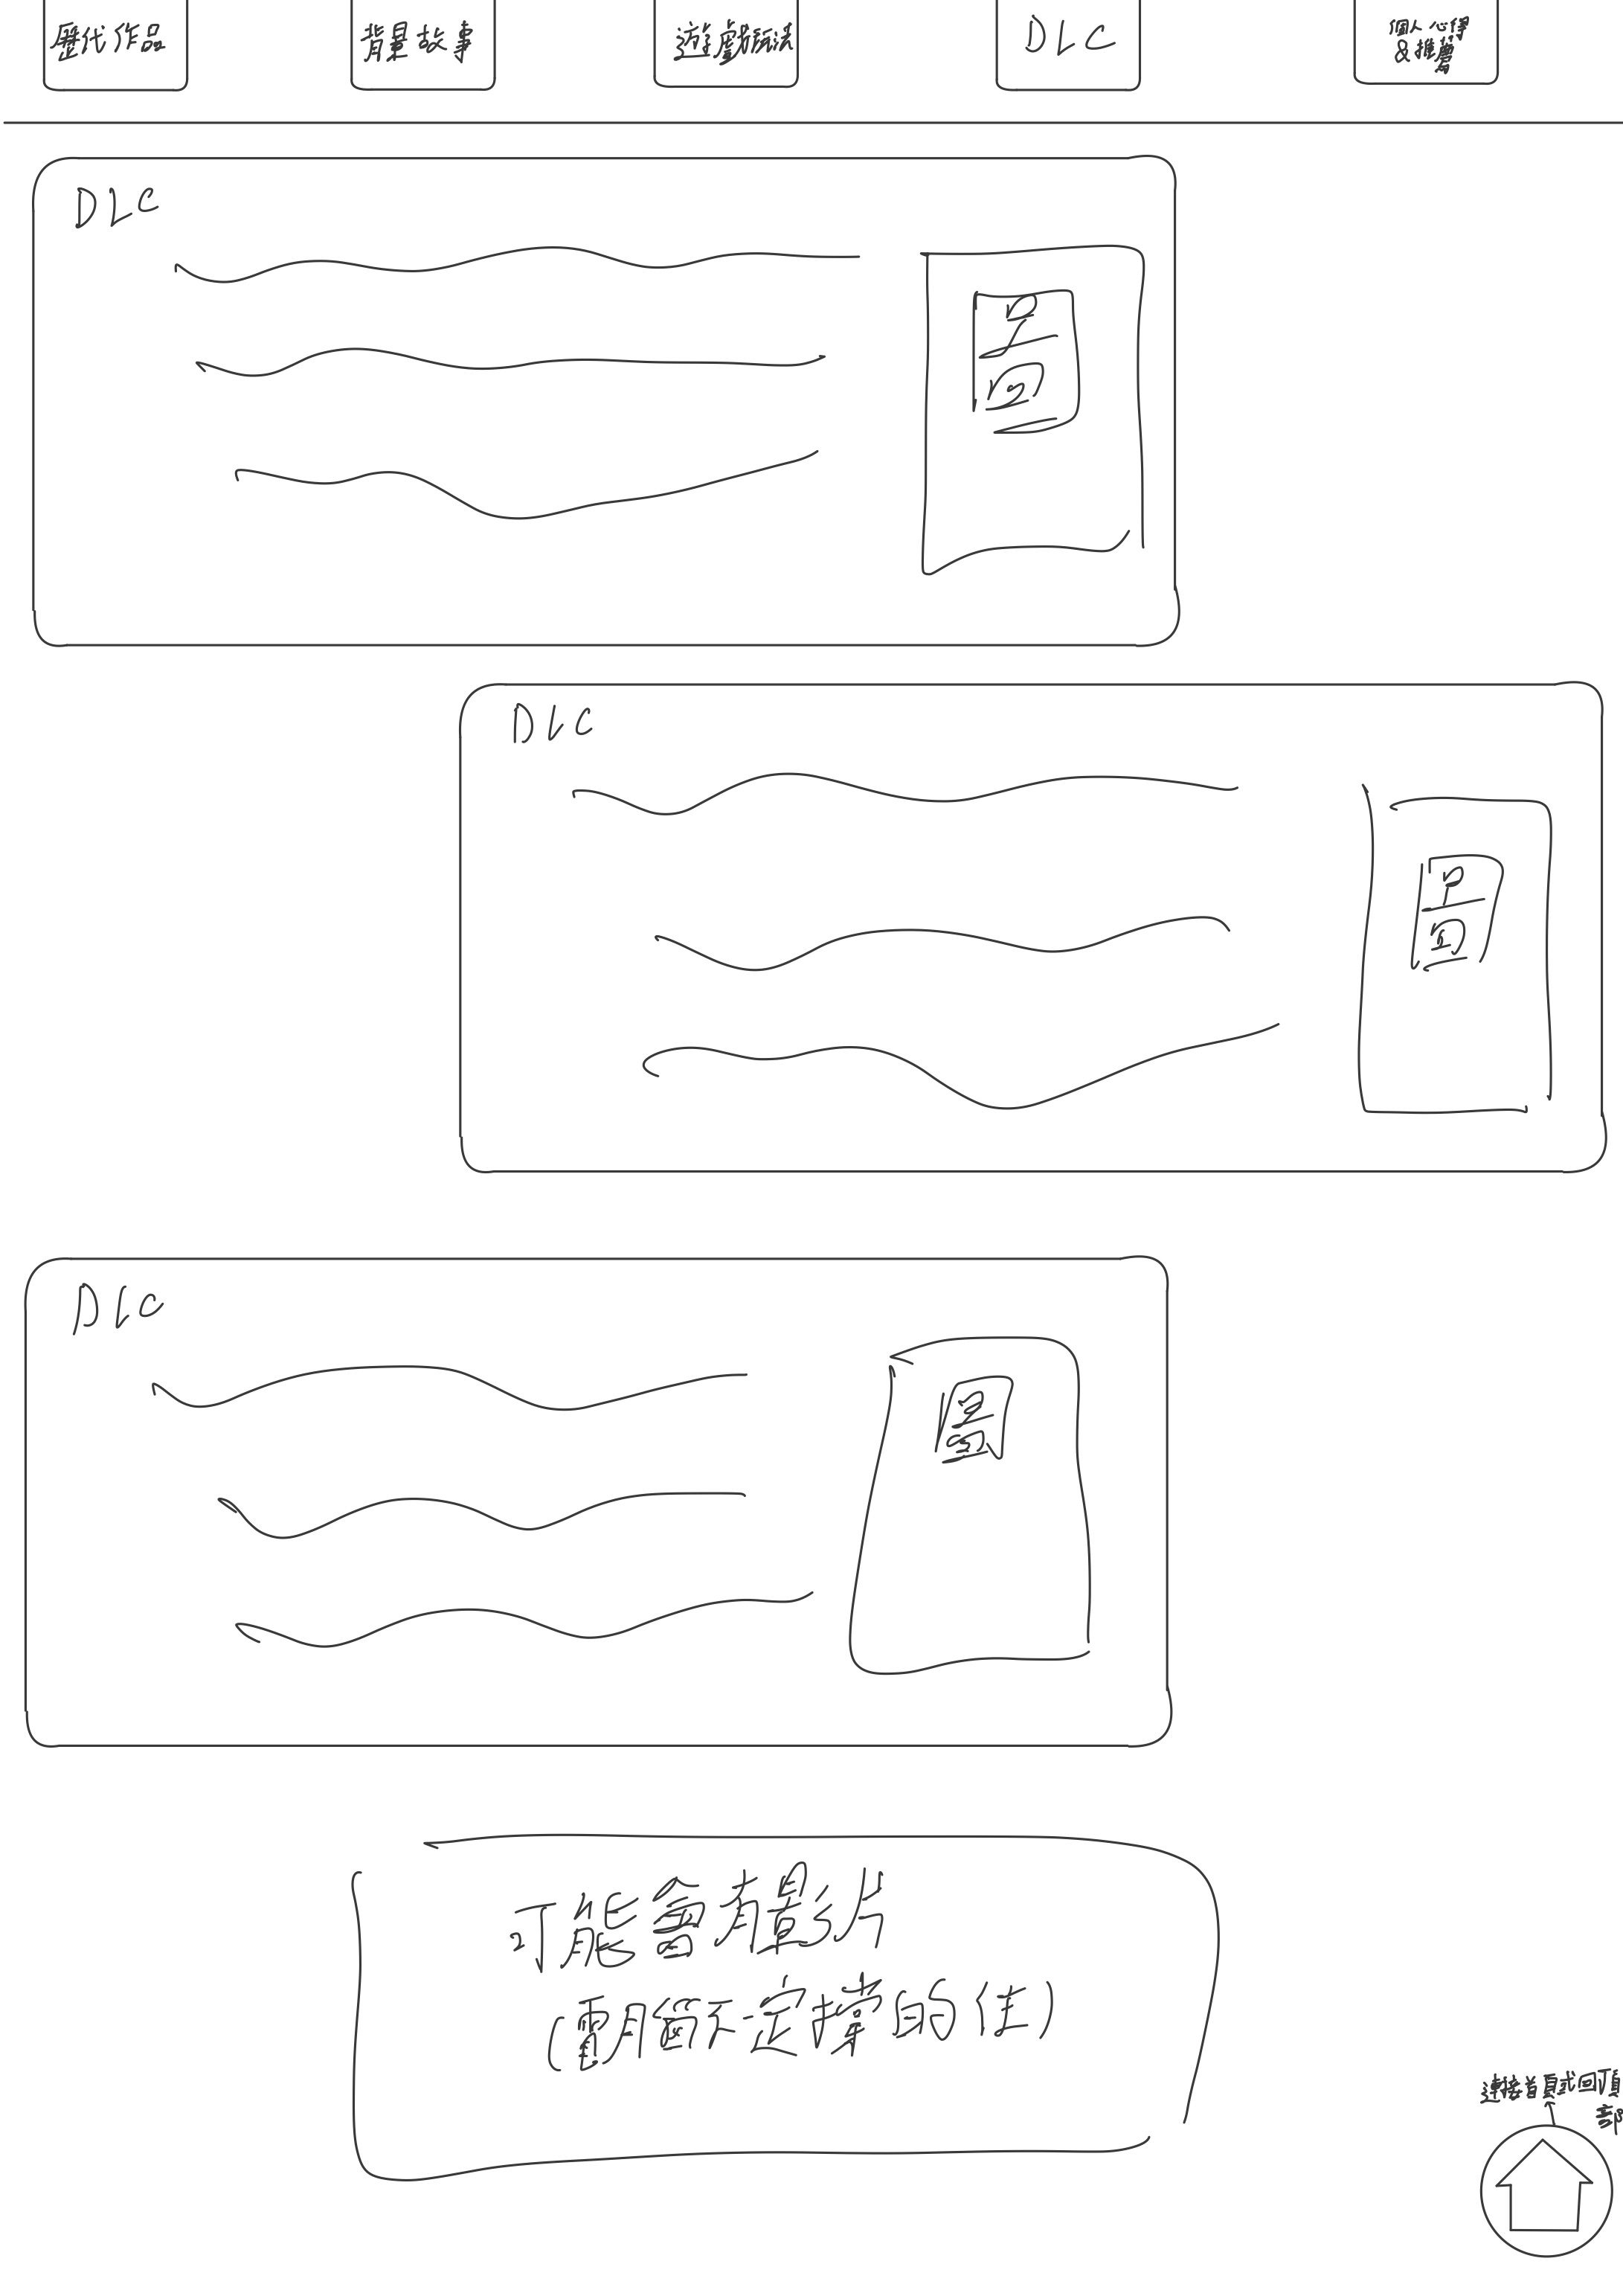 歷代作品
背景故事
遊戲玩法
DLC
個人心得
&推薦
DLC
圖
DLC
圖
DLC
圖
可能會有影片
(電腦不一定撐的住)
連接首頁或回頂
部